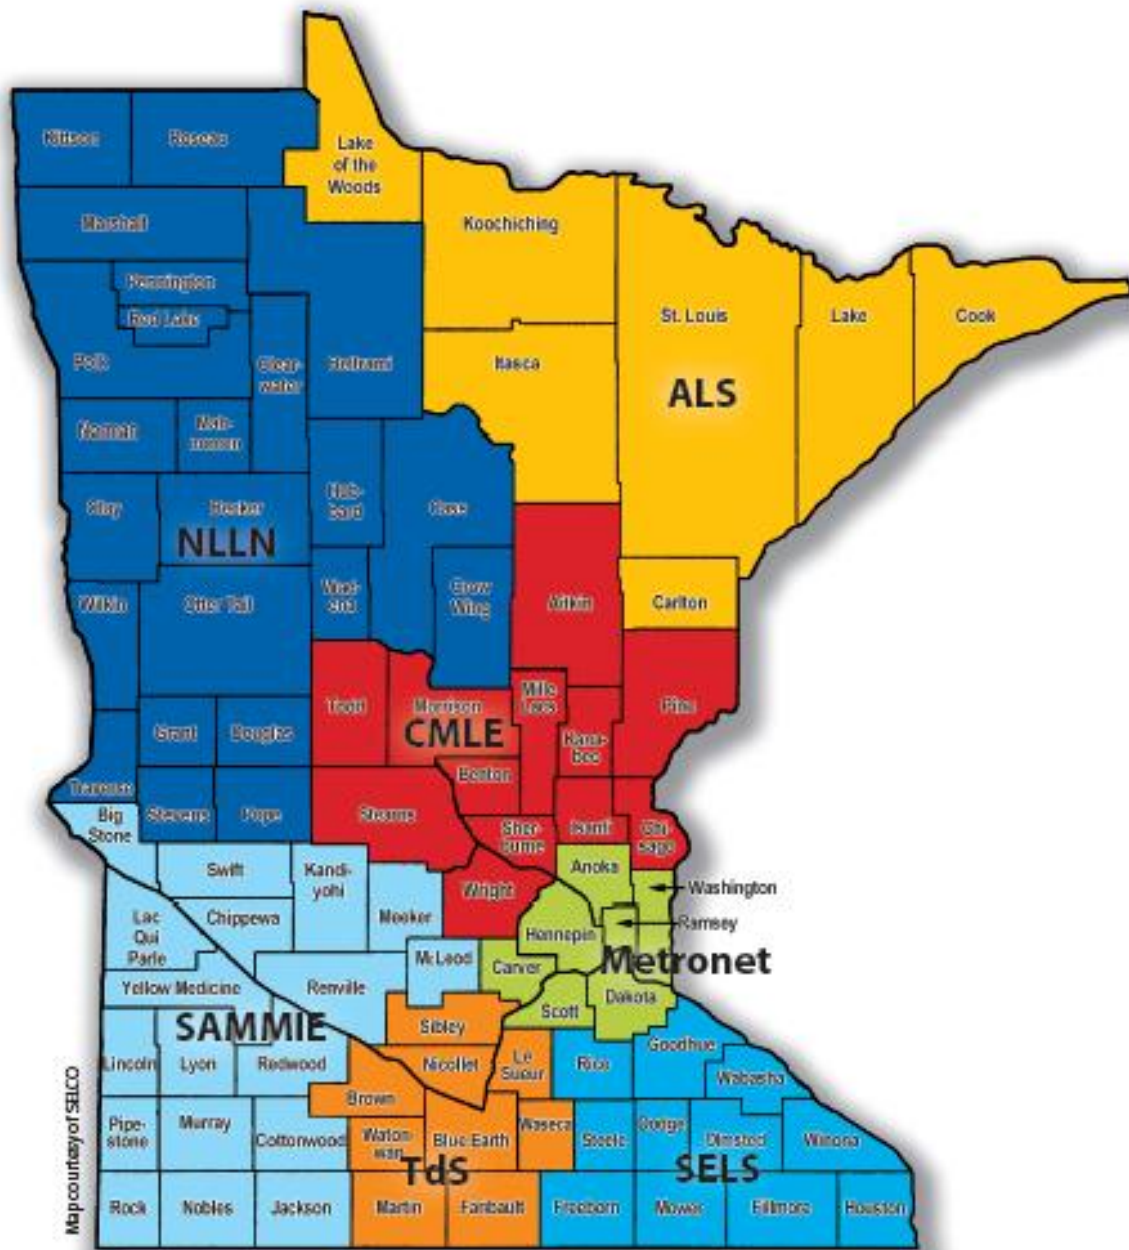 Kittson
Roseau
Lake
of the
Woods
Koochiching
Marshall
Pennington
Red Lake
Polk
Clear-
water
Beltrami
Itasca
St. Louis
Lake
Cook
ALS
Norman
Mah-
nomen
Clay
Becker
NLLN
Hub-
bard
Cass
Wilkin
Otter Tail
Wad-
ena
Crow
Wing
Aitkin
Carlton
Todd
Morrison
CMLE
Mille
Lacs
Kana-
bec
Pine
Grant
Douglas
Benton
Traverse
Stevens
Pope
Stearns
Sher-
burne
Isanti
Chi-
sago
Big
Stone
Swift
Kandi-
yohi
Anoka
Washington
Wright
Lac
Qui
Parle
Chippewa
Meeker
Ramsey
Hennepin
Metronet
McLeod
Carver
Yellow Medicine
Renville
Scott
Dakota
SAMMIE
Sibley
Lincoln
Lyon
Redwood
Nicollet
Le
Sueur
Rice
Goodhue
Wabasha
Brown
Pipe-
stone
Murray
Cottonwood
Waton-
wan
Blue Earth
Waseca
Steele
Dodge
Olmsted
Winona
TdS
SELS
Rock
Nobles
Jackson
Martin
Faribault
Freeborn
Mower
Fillmore
Houston
Map courtesy of SELCO